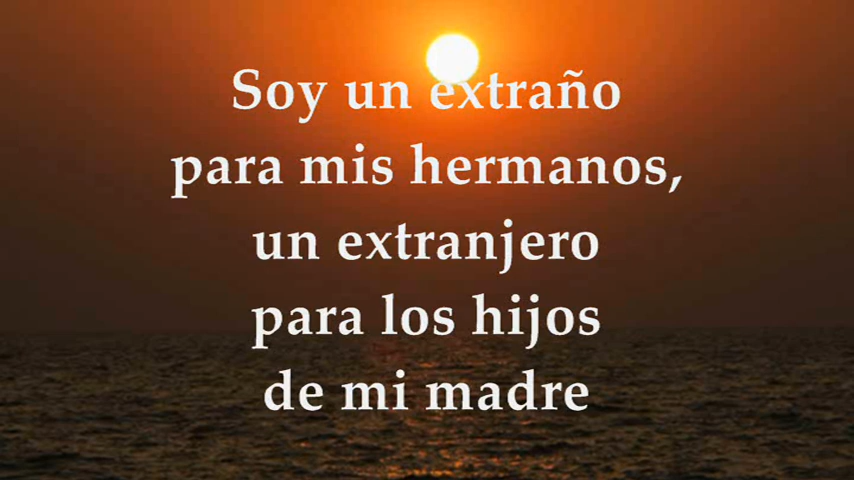 Soy un extraño
para mis hermanos,
un extranjero
para los hijos
de mi madre